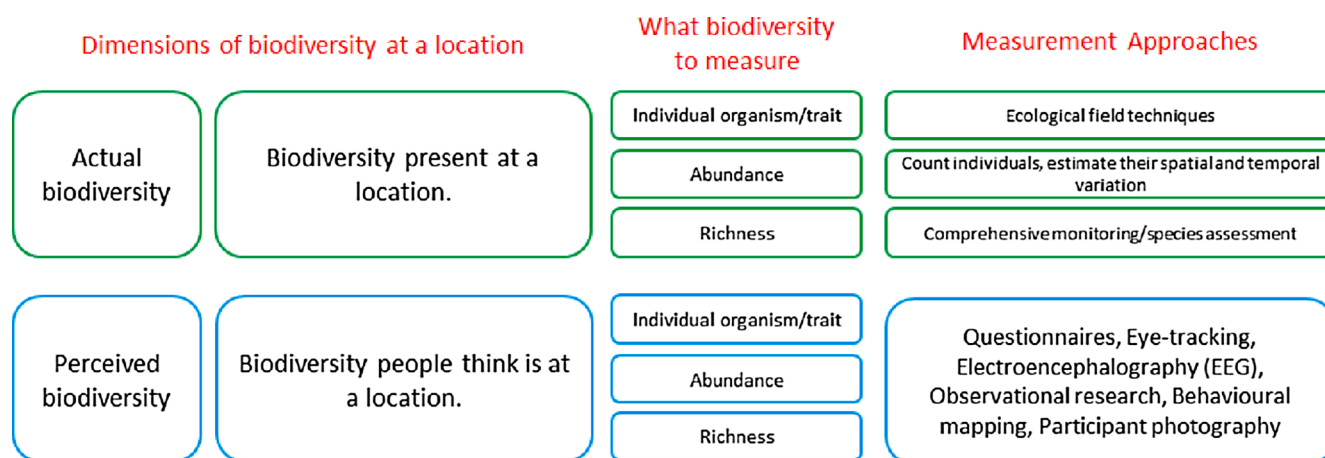 Dimensions of biodiversity at a location
What biodiversity
to measure
Measurement Approaches
Actual
biodiversity
Biodiversity present at a
location.
Individual organism/trait
Abundance
Richness
Ecological field techniques
Count individuals, estimate their spatial and temporal
variation
Comprehensive monitoring/species assessment
Perceived
biodiversity
Biodiversity people think is at
a location.
Individual organism/trait
Abundance
Richness
Questionnaires, Eye-tracking,
Electroencephalography (EEG),
Observational research, Behavioural
mapping, Participant photography